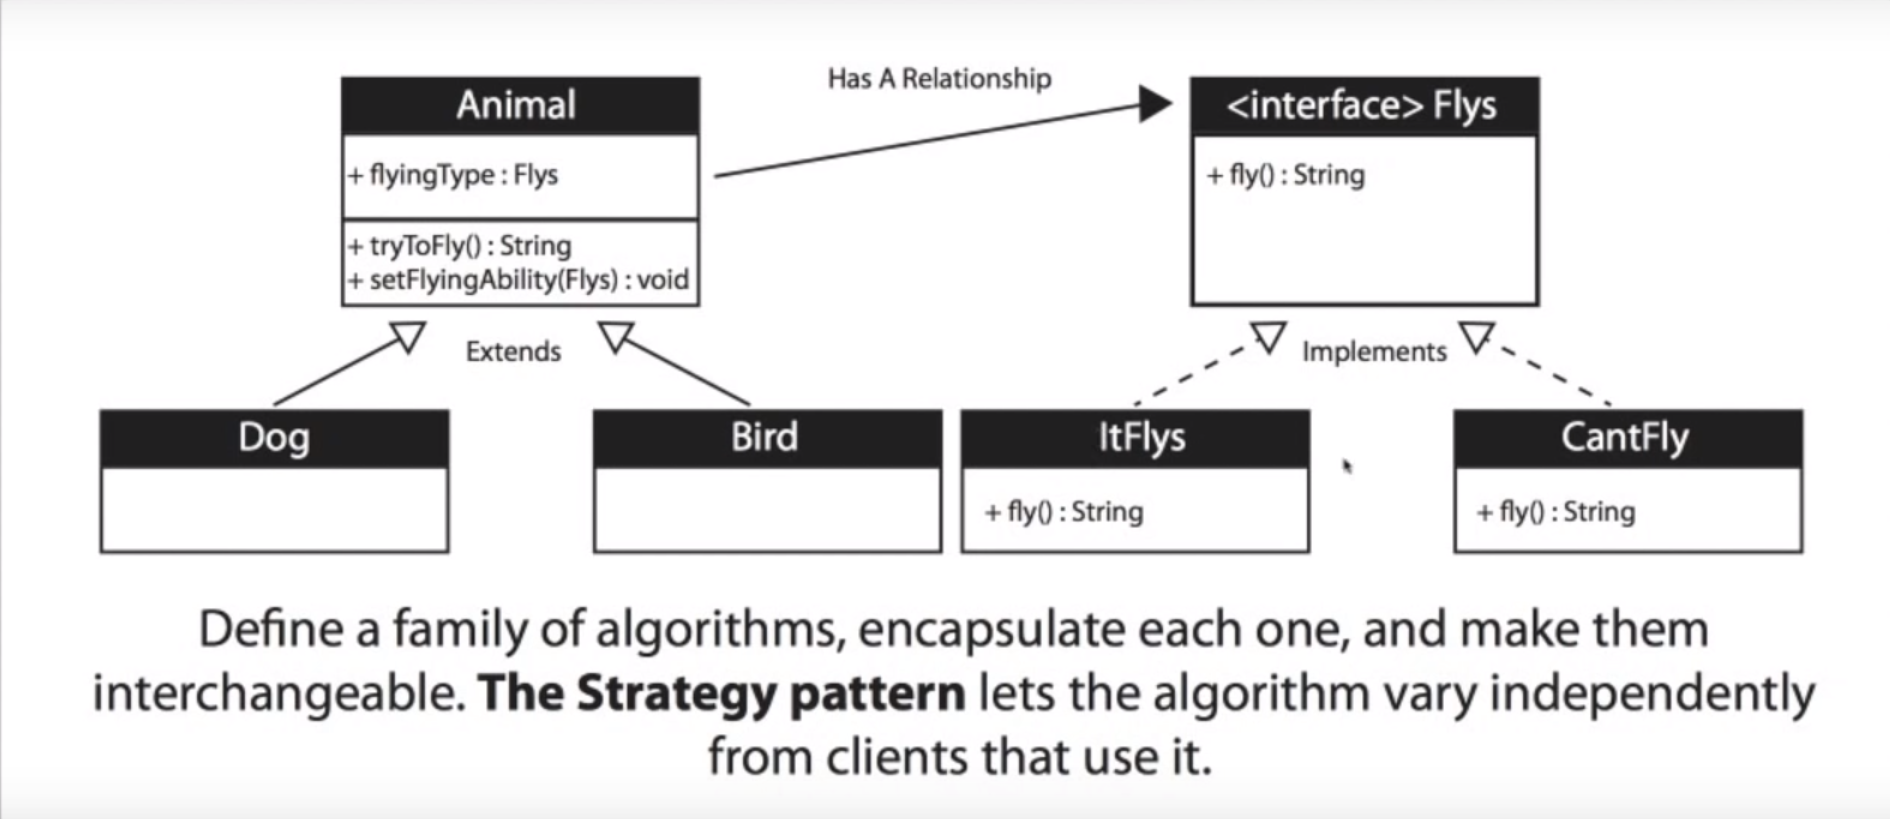 Has A Relationship
Animal
+ flyingType : Flys
+ tryToFly() : String
+ setFlyingAbility(Flys) : void
<interface> Flys
+ fly() : String
Extends
Implements
Dog
Bird
ItFlys
+ fly() : String
CantFly
+ fly() : String
Define a family of algorithms, encapsulate each one, and make them
interchangeable. The Strategy pattern lets the algorithm vary independently
from clients that use it.